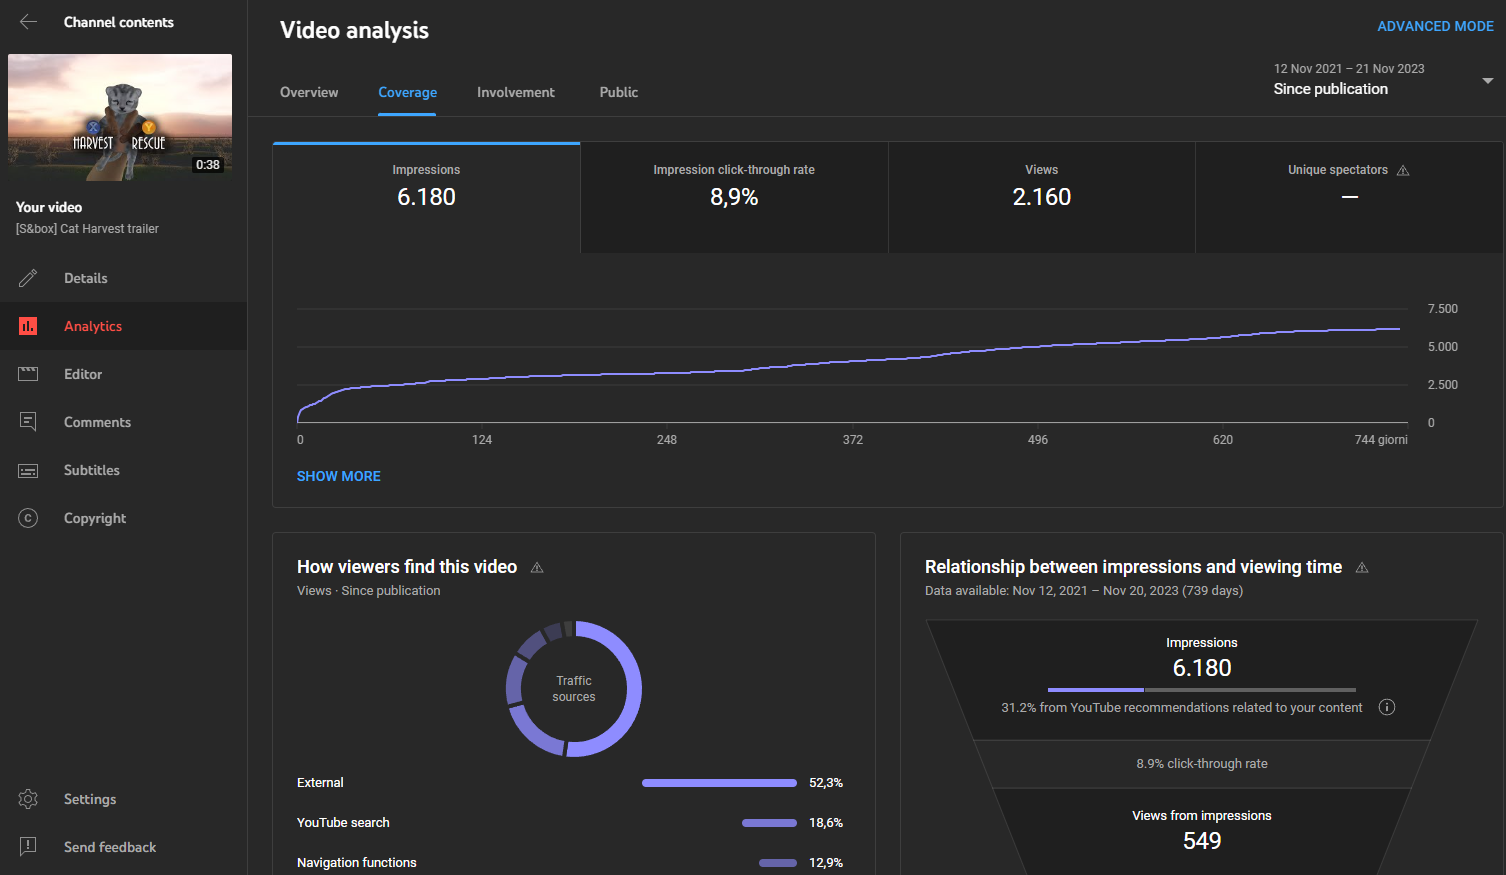 Channel contents
HARVEST RESCUE
0:38
Your video
[S&box] Cat Harvest trailer
Details
Analytics
Editor
Comments
Subtitles
Copyright
Settings
Send feedback
Video analysis
ADVANCED MODE
Overview
Coverage
Involvement
Public
12 Nov 2021 – 21 Nov 2023
Since publication
Impressions
6.180
Impression click-through rate
8,9%
Views
2.160
Unique spectators
—
7.500
5.000
2.500
0
0
124
248
372
496
620
744 giorni
SHOW MORE
How viewers find this video
Views · Since publication
Traffic
sources
External
52,3%
YouTube search
18,6%
Navigation functions
12,9%
Relationship between impressions and viewing time
Data available: Nov 12, 2021 – Nov 20, 2023 (739 days)
Impressions
6.180
31.2% from YouTube recommendations related to your content
8.9% click-through rate
Views from impressions
549